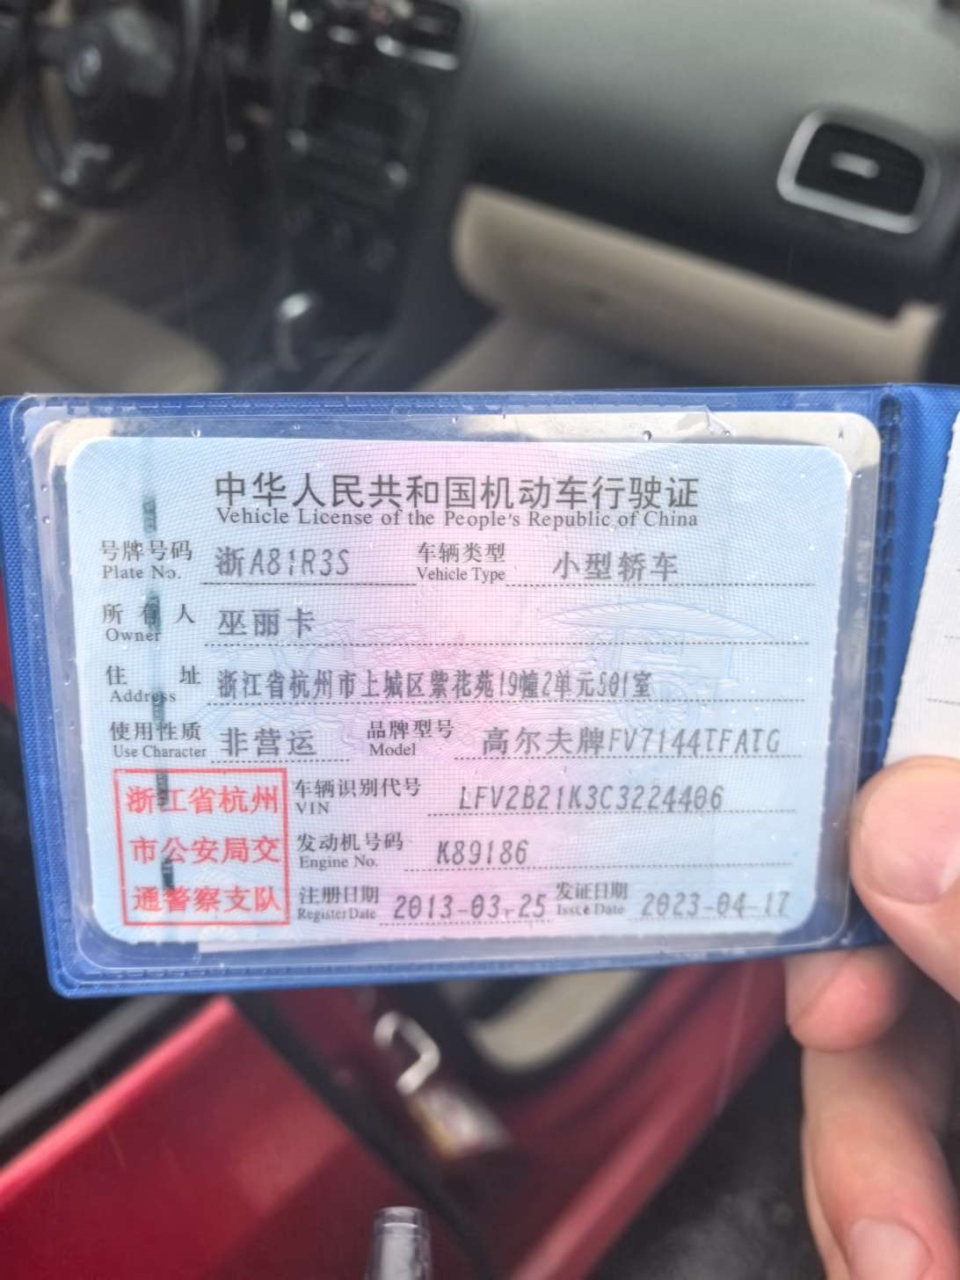 中华人民共和国机动车行驶证
Vehicle License of the People's Republic of China
号牌号码 浙A81R3S 车辆类型 小型轿车
Plate No. Vehicle Type
所有人 巫丽卡
Owner
住址 浙江省杭州市上城区紫花苑19幢2单元501室
Address
使用性质 非营运 品牌型号 高尔夫牌FV7144TFATG
Use Character Model
浙江省杭州 车辆识别代号 LFV2B21K3C3224406
VIN
市公安局交 发动机号码 K89186
Engine No.
通警察支队 注册日期 2013-03-25 发证日期 2023-04-17
Register Date Issue Date